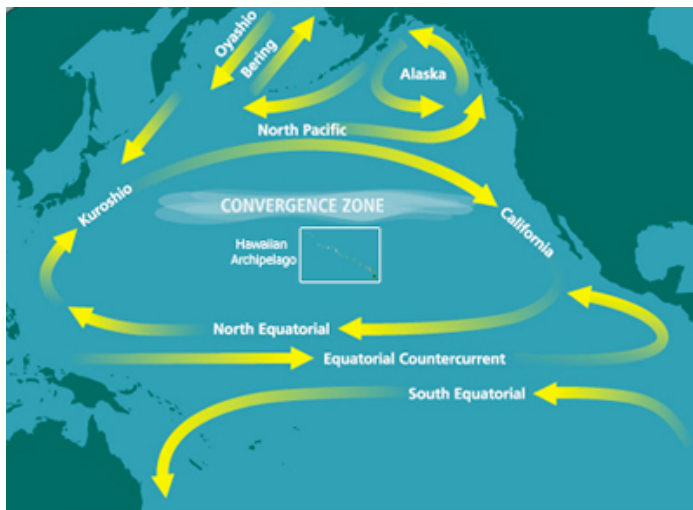 Oyashio
Bering
Alaska
North Pacific
Kuroshio
CONVERGENCE ZONE
California
Hawaiian
Archipelago
North Equatorial
Equatorial Countercurrent
South Equatorial